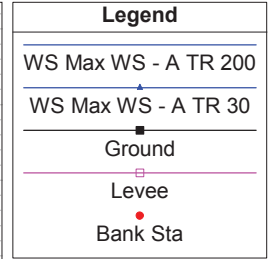 Legend
WS Max WS - A TR 200
WS Max WS - A TR 30
Ground
Levee
Bank Sta